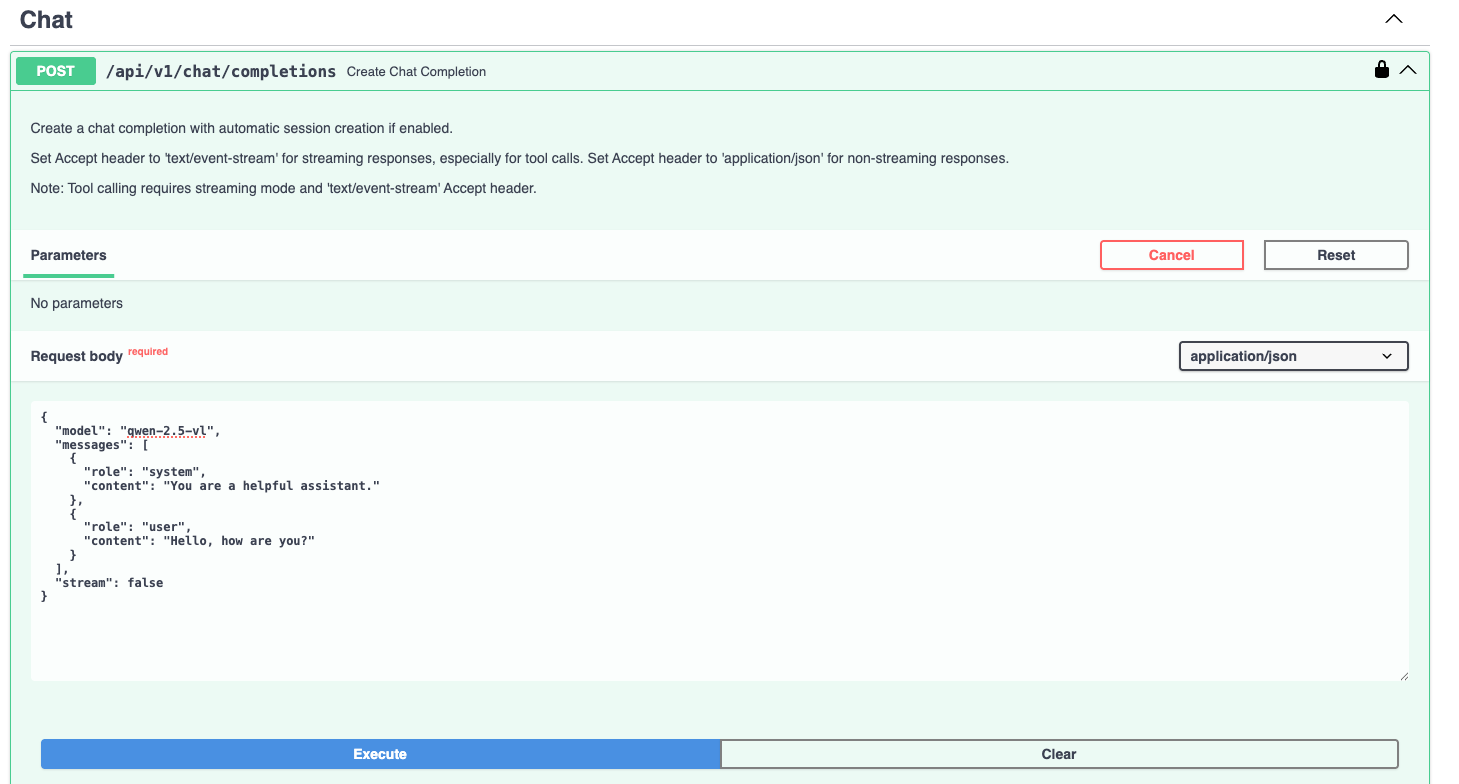 Chat
POST /api/v1/chat/completions Create Chat Completion
Create a chat completion with automatic session creation if enabled.
Set Accept header to 'text/event-stream' for streaming responses, especially for tool calls. Set Accept header to 'application/json' for non-streaming responses.
Note: Tool calling requires streaming mode and 'text/event-stream' Accept header.
Parameters Cancel Reset
No parameters
Request body required application/json
{
  "model": "qwen-2.5-vl",
  "messages": [
    {
      "role": "system",
      "content": "You are a helpful assistant."
    },
    {
      "role": "user",
      "content": "Hello, how are you?"
    }
  ],
  "stream": false
}
Execute Clear